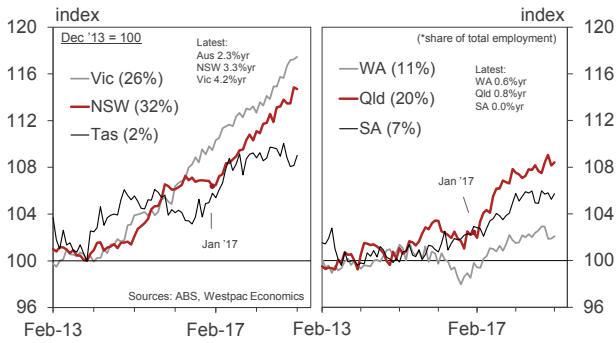 index
index
Dec '13 = 100
Latest:
Aus 2.3%yr
NSW 3.3%yr
Vic 4.2%yr
Vic (26%)
NSW (32%)
Tas (2%)
Jan '17
Sources: ABS, Westpac Economics
120
116
112
108
104
100
96
Feb-13
Feb-17
(*share of total employment)
WA (11%)
Qld (20%)
SA (7%)
Latest:
WA 0.6%yr
Qld 0.8%yr
SA 0.0%yr
Jan '17
120
116
112
108
104
100
96
Feb-13
Feb-17